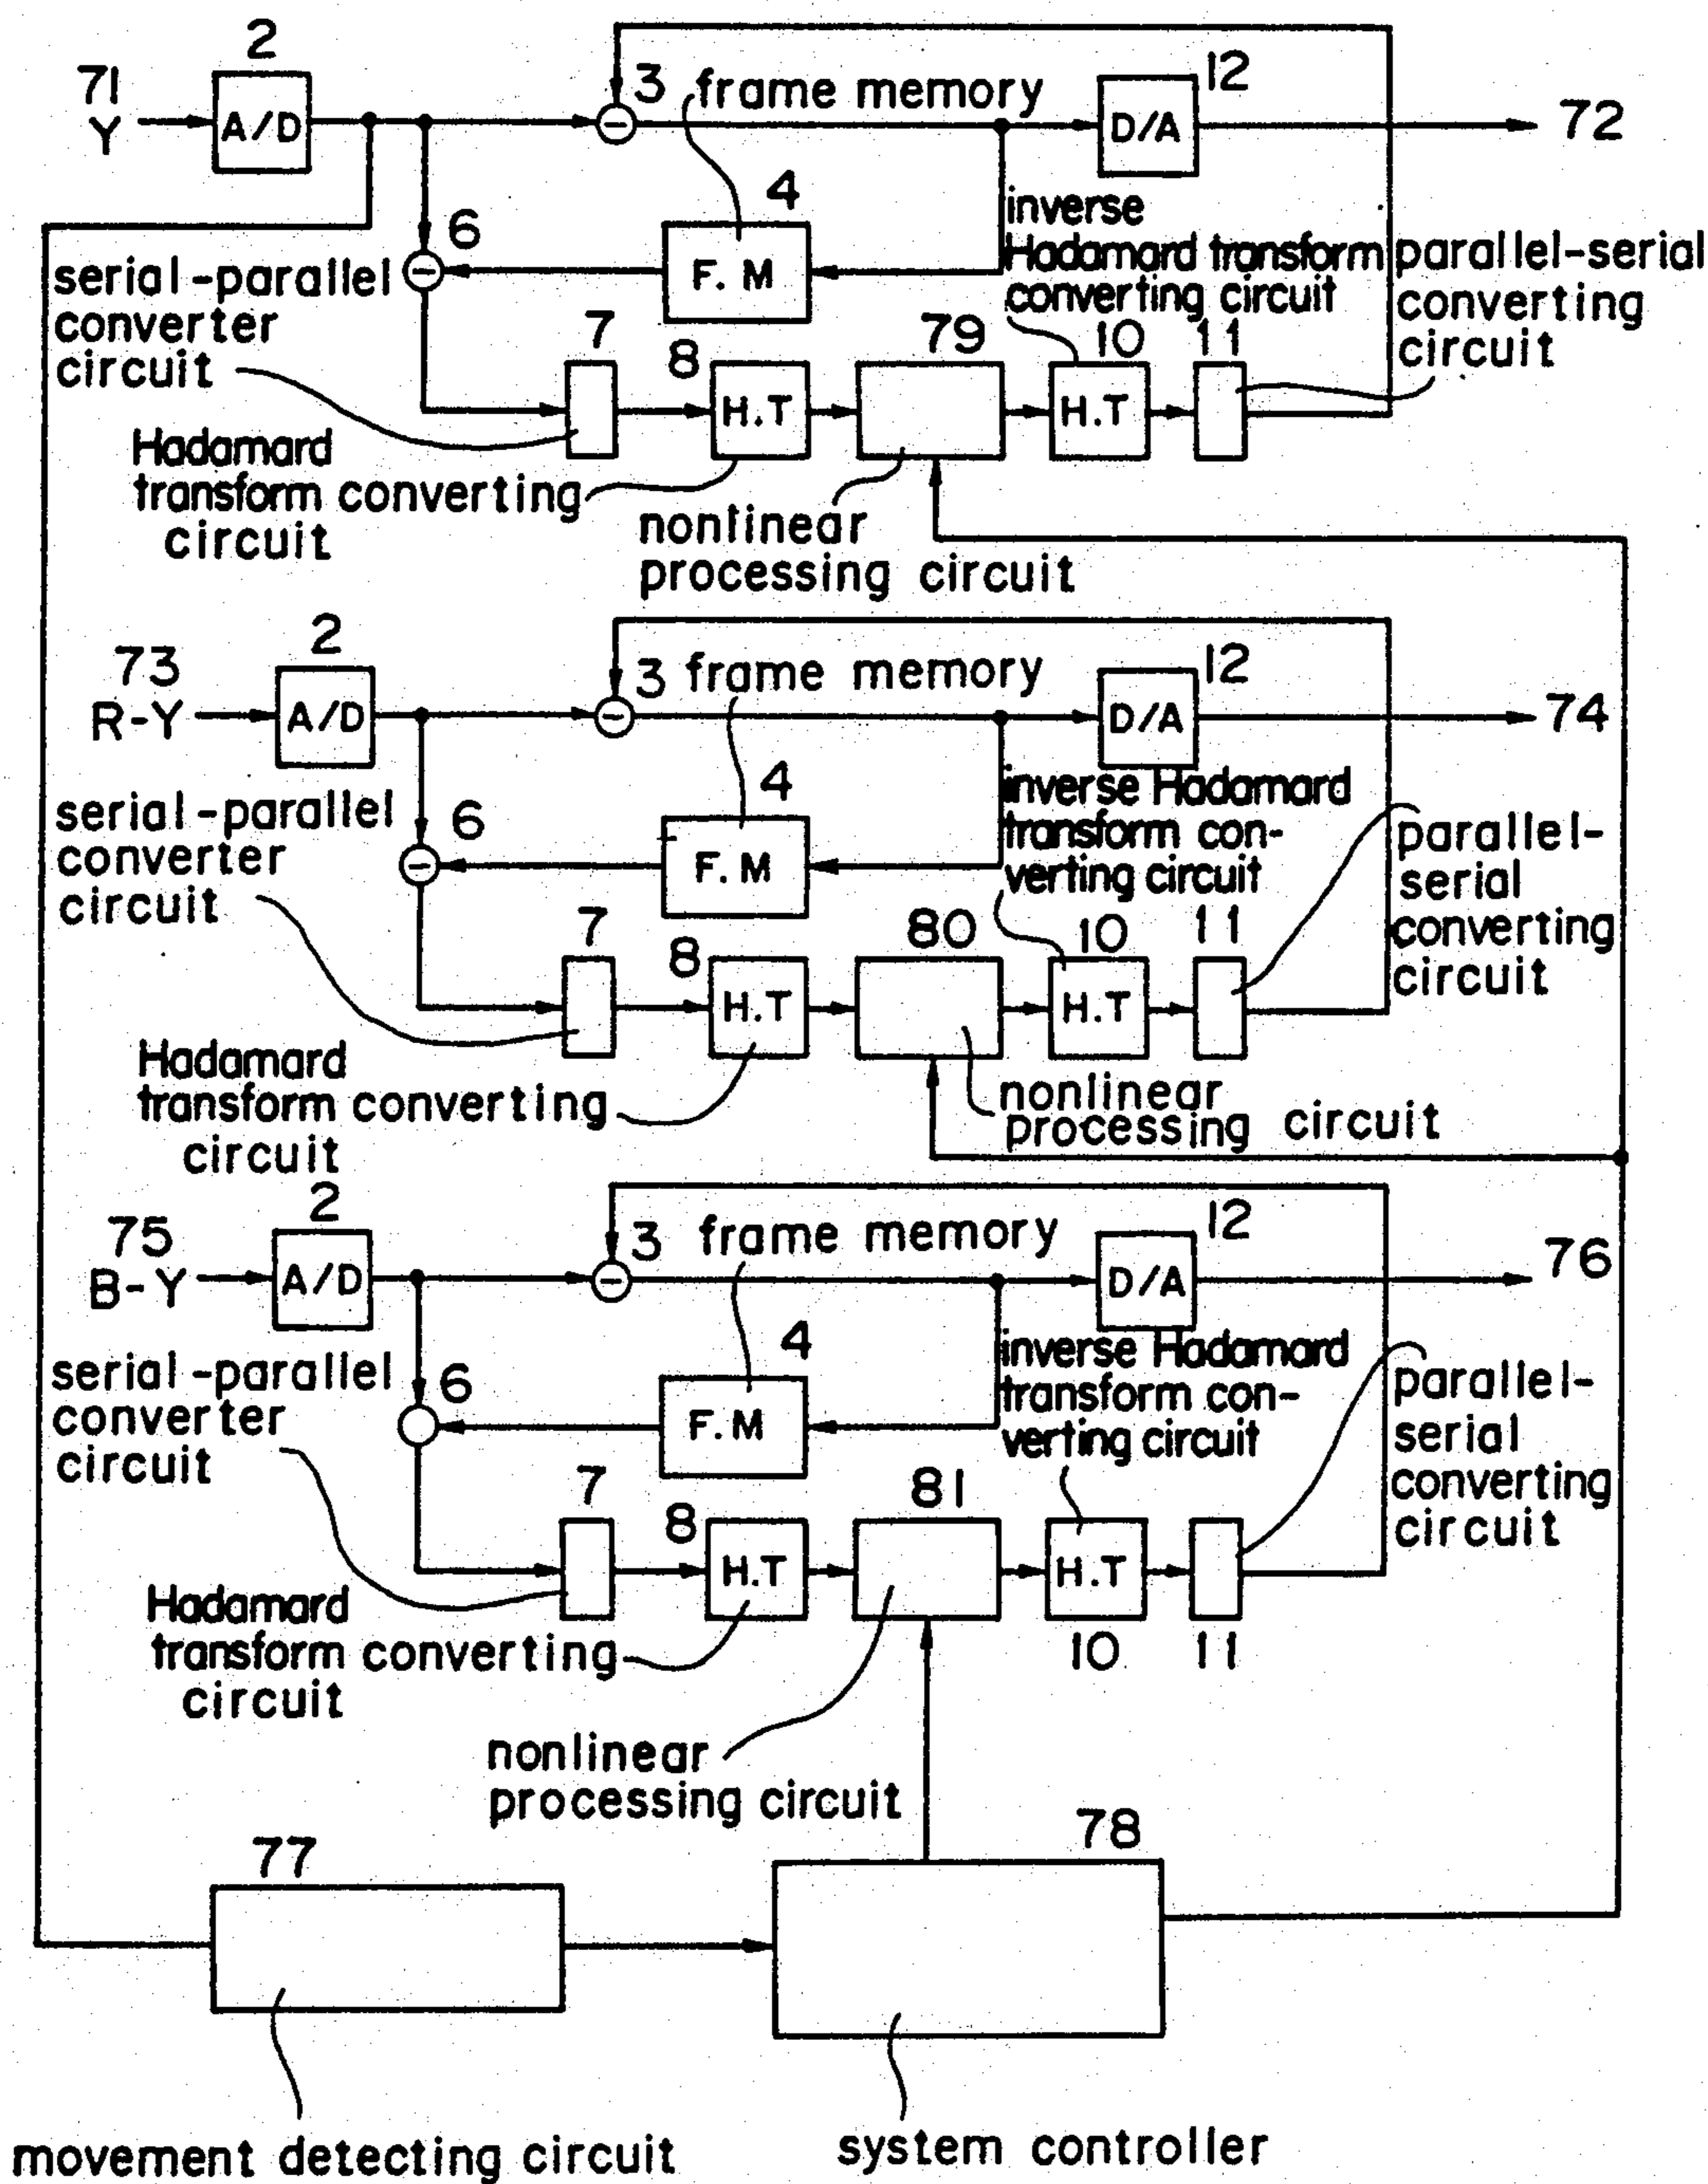 2
71
Y
A/D
3
frame memory
12
D/A
72
4
F. M
6
inverse
Hadamard transform
converting circuit
parallel-serial
converting
circuit
serial-parallel
converter
circuit
7
8
H.T
79
10
H.T
11
Hadamard
transform converting
circuit
nonlinear
processing circuit
2
73
R-Y
A/D
3
frame memory
12
D/A
74
4
F. M
6
inverse Hadamard
transform con-
verting circuit
parallel-
serial
converting
circuit
serial-parallel
converter
circuit
7
8
H.T
80
10
H.T
11
Hadamard
transform converting
circuit
nonlinear
processing circuit
2
75
B-Y
A/D
3
frame memory
12
D/A
76
4
F. M
6
inverse Hadamard
transform con-
verting circuit
parallel-
serial
converting
circuit
serial-parallel
converter
circuit
7
8
H.T
81
H.T
10
11
Hadamard
transform converting
circuit
nonlinear
processing circuit
77
78
movement detecting circuit
system controller